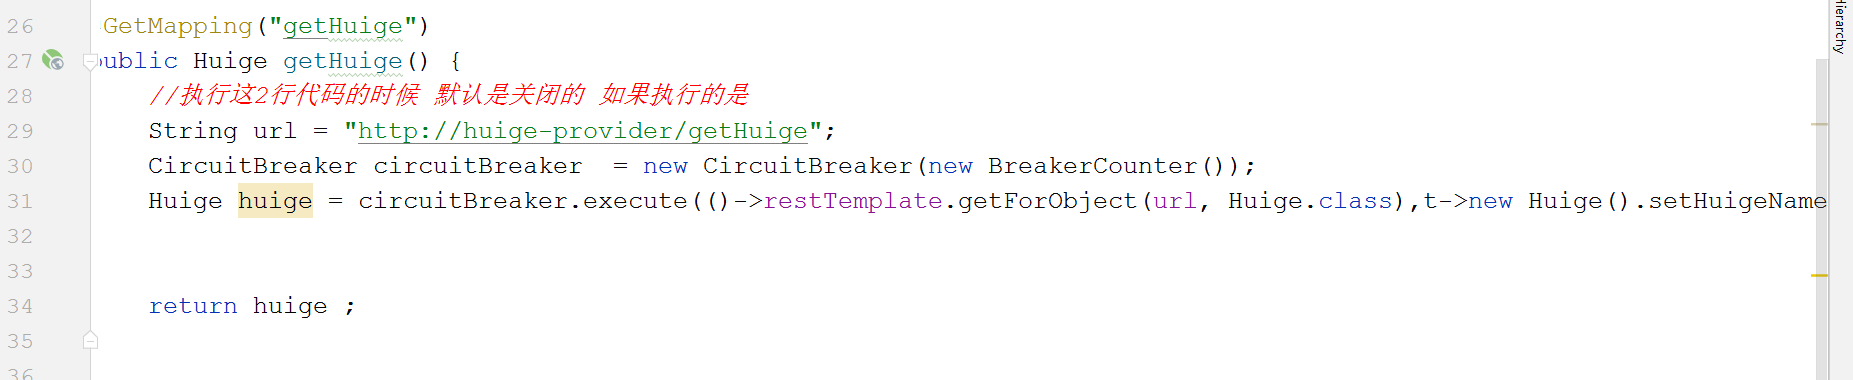 26 GetMapping("getHuige")
27 public Huige getHuige() {
28 //执行这2行代码的时候 默认是关闭的 如果执行的是
29 String url = "http://huige-provider/getHuige";
30 CircuitBreaker circuitBreaker  = new CircuitBreaker(new BreakerCounter());
31 Huige huige = circuitBreaker.execute(()->restTemplate.getForObject(url, Huige.class),t->new Huige().setHuigeName
32
33
34 return huige ;
35
36
Hierarchy